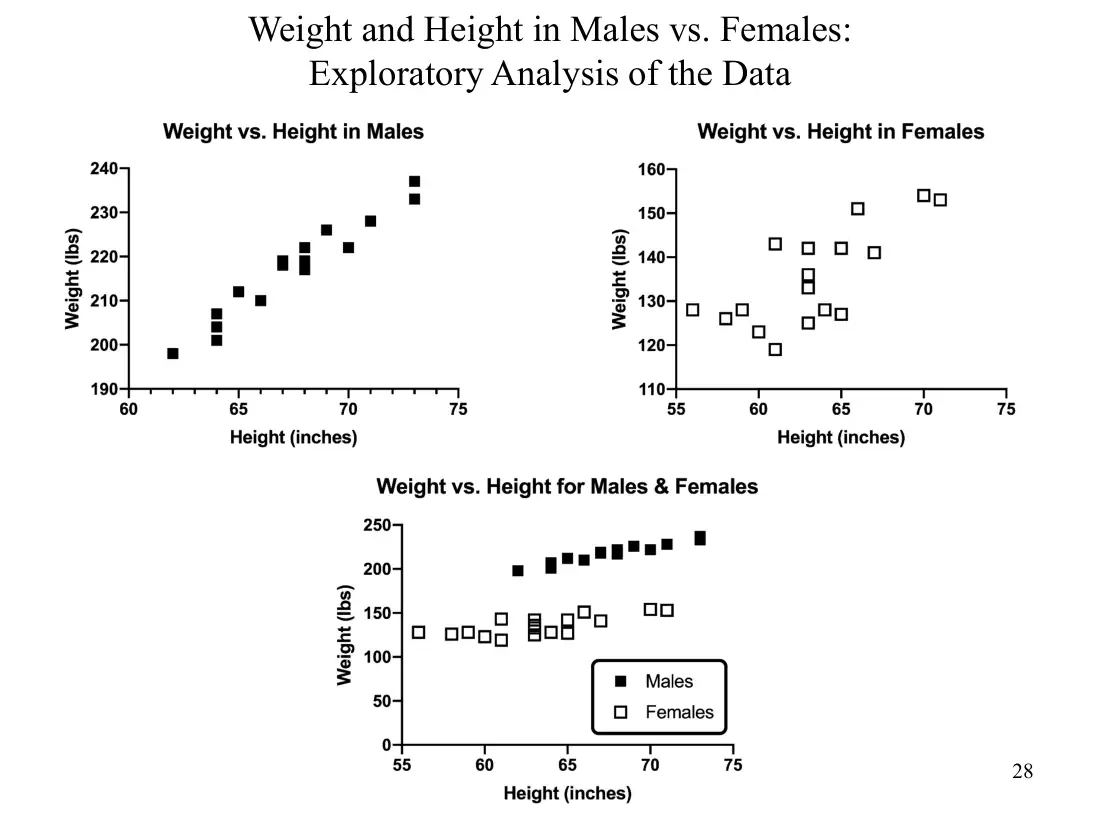 Weight and Height in Males vs. Females:
Exploratory Analysis of the Data
Weight vs. Height in Males
240
230
220
210
200
190
60
65
70
75
Weight (lbs)
Height (inches)
Weight vs. Height in Females
160
150
140
130
120
110
55
60
65
70
75
Weight (lbs)
Height (inches)
Weight vs. Height for Males & Females
250
200
150
100
50
0
55
60
65
70
75
Weight (lbs)
Height (inches)
Males
Females
28